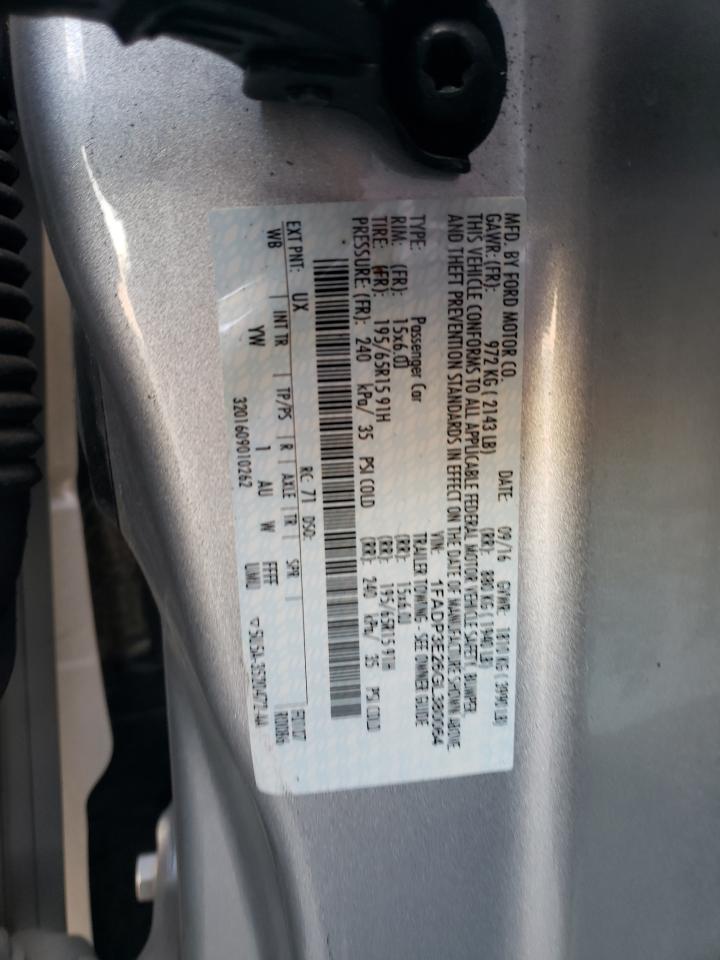 MFD. BY FORD MOTOR CO. DATE: 09/16 GVWR: 1810 KG ( 3990 LB)
GAWR: (FR): 972 KG ( 2143 LB) (RR): 880 KG ( 1940 LB)
THIS VEHICLE CONFORMS TO ALL APPLICABLE FEDERAL MOTOR VEHICLE SAFETY, BUMPER,
AND THEFT PREVENTION STANDARDS IN EFFECT ON THE DATE OF MANUFACTURE SHOWN ABOVE
VIN: 1FADP3E26GL380064
TYPE: Passenger Car TRAILER TOWING - SEE OWNER GUIDE
RIM: (FR): 15x6.0J (RR): 15x6.0J
TIRE: (FR): 195/65R15 91H (RR): 195/65R15 91H
PRESSURE: (FR): 240 kPa/ 35 PSI COLD (RR): 240 kPa/ 35 PSI COLD
EXT PNT: UX RC: 71 DSO:
WB | INT TR | TP/PS | R | AXLE | TR | SPR |
YW 1 AU W FFFF
3201609010262